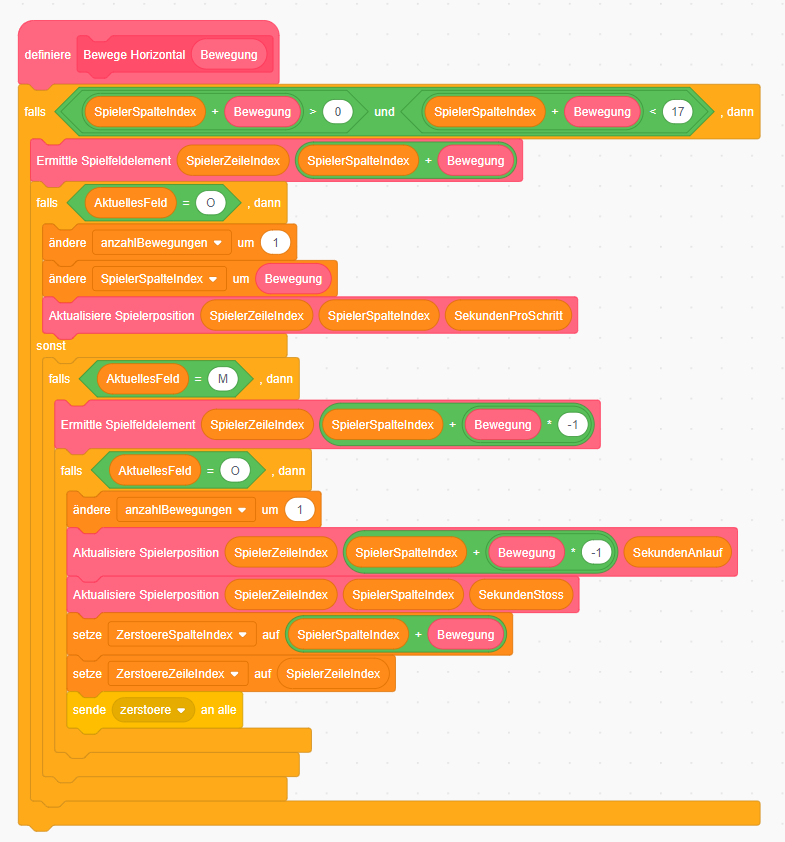 definiere Bewege Horizontal Bewegung
falls SpielerSpalteIndex + Bewegung > 0 und SpielerSpalteIndex + Bewegung < 17 , dann
Ermittle Spielfeldelement SpielerZeileIndex SpielerSpalteIndex + Bewegung
falls AktuellesFeld = O , dann
ändere anzahlBewegungen um 1
ändere SpielerSpalteIndex um Bewegung
Aktualisiere Spielerposition SpielerZeileIndex SpielerSpalteIndex SekundenProSchritt
sonst
falls AktuellesFeld = M , dann
Ermittle Spielfeldelement SpielerZeileIndex SpielerSpalteIndex + Bewegung * -1
falls AktuellesFeld = O , dann
ändere anzahlBewegungen um 1
Aktualisiere Spielerposition SpielerZeileIndex SpielerSpalteIndex + Bewegung * -1 SekundenAnlauf
Aktualisiere Spielerposition SpielerZeileIndex SpielerSpalteIndex SekundenStoss
setze ZerstoereSpalteIndex auf SpielerSpalteIndex + Bewegung
setze ZerstoereZeileIndex auf SpielerZeileIndex
sende zerstoere an alle